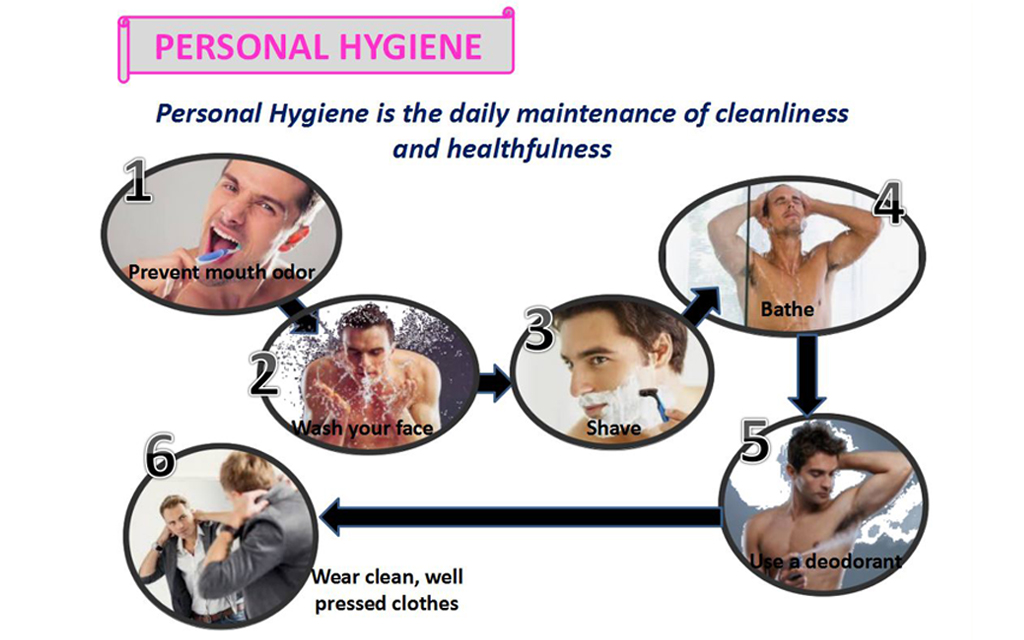 PERSONAL HYGIENE
Personal Hygiene is the daily maintenance of cleanliness
and healthfulness
1
Prevent mouth odor
2
Wash your face
3
Shave
4
Bathe
5
Use a deodorant
6
Wear clean, well
pressed clothes